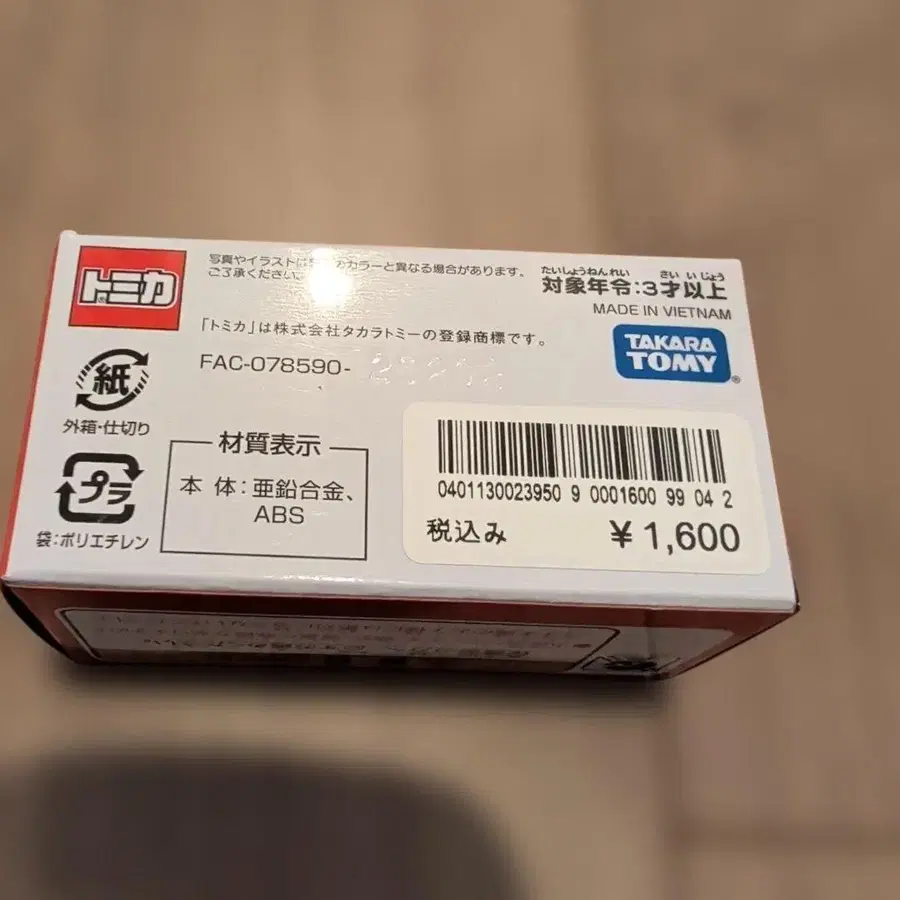 トミカ®
写真やイラストは
のカラーと異なる場合があります。
ご了承ください。
「トミカ」は株式会社タカラトミーの登録商標です。
FAC-078590-
たいしょうねんれい さいいじょう
対象年令:3才以上
MADE IN VIETNAM
TAKARA
TOMY®
紙
外箱・仕切り
プラ
袋:ポリエチレン
材質表示
本 体:亜鉛合金、
ABS
0401130023950 9 0001600 99 04 2
税込み ¥1,600